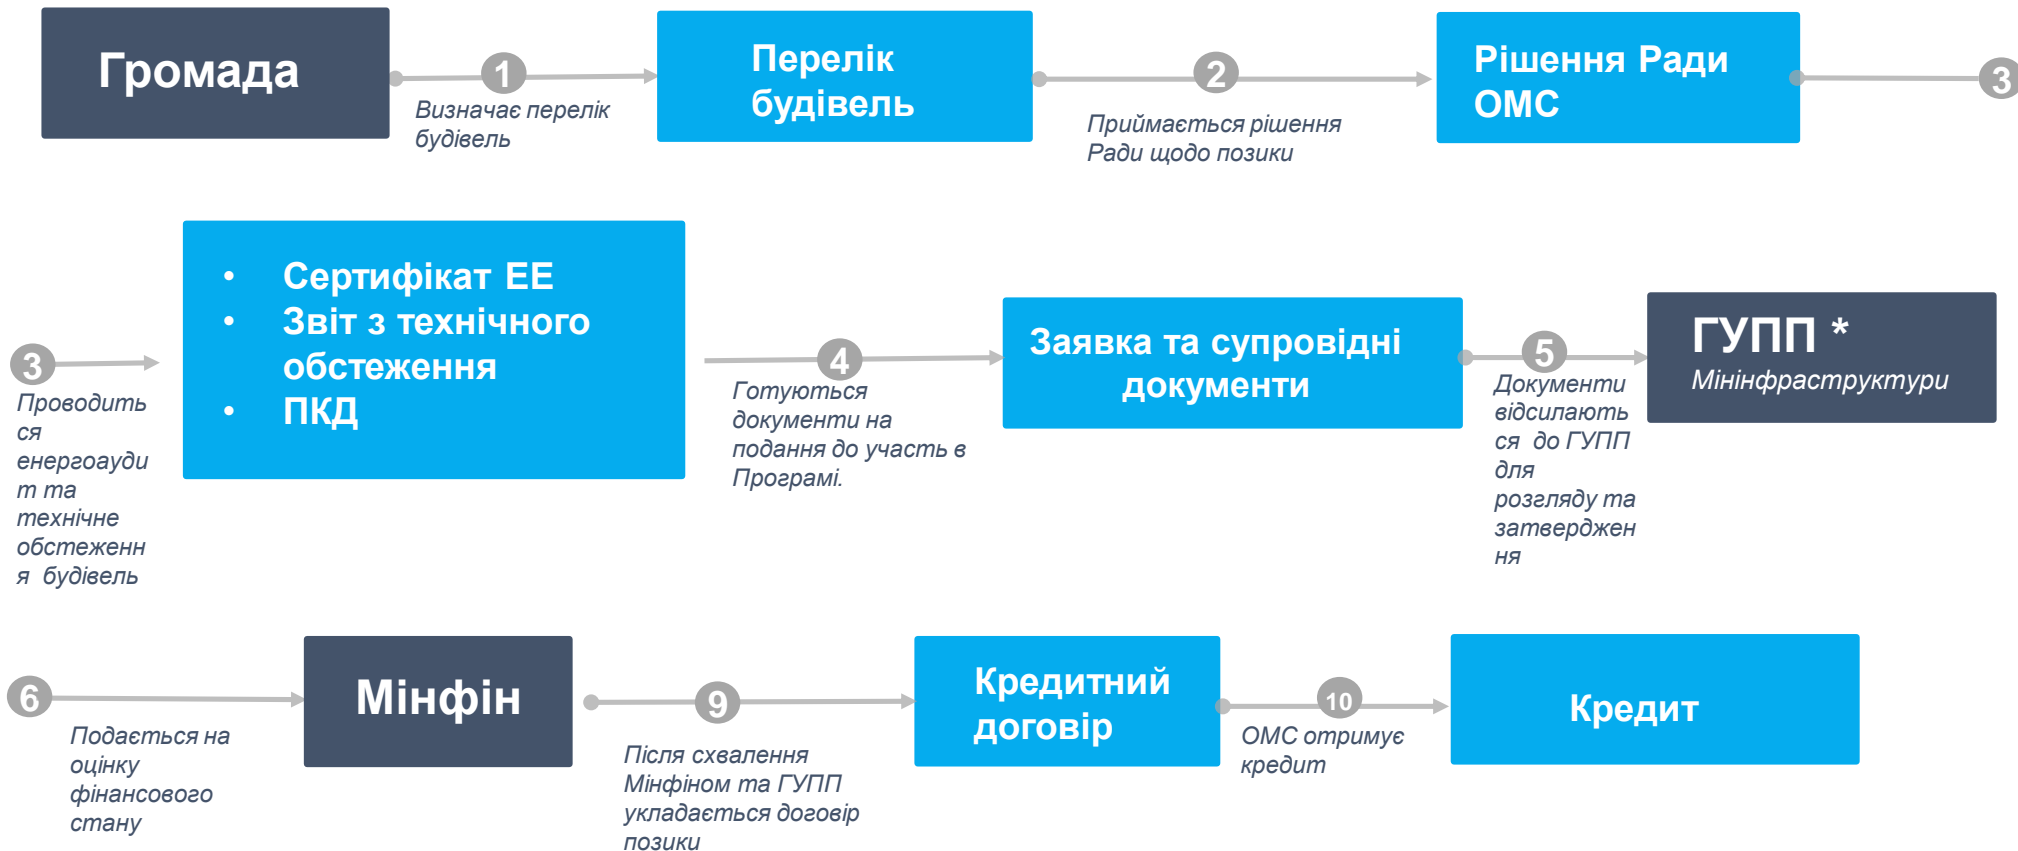 Громада
1
Визначає перелік
будівель
Перелік
будівель
2
Приймається рішення
Ради щодо позики
Рішення Ради
ОМС
3
3
Проводить
ся
енергоауди
т та
технічне
обстеженн
я будівель
• Сертифікат ЕЕ
• Звіт з технічного
обстеження
• ПКД
4
Готуються
документи на
подання до участь в
Програмі.
Заявка та супровідні
документи
5
Документи
відсилають
ся до ГУПП
для
розгляду та
затверджен
ня
ГУПП *
Мінінфраструктури
6
Подається на
оцінку
фінансового
стану
Мінфін
9
Після схвалення
Мінфіном та ГУПП
укладається договір
позики
Кредитний
договір
10
ОМС отримує
кредит
Кредит